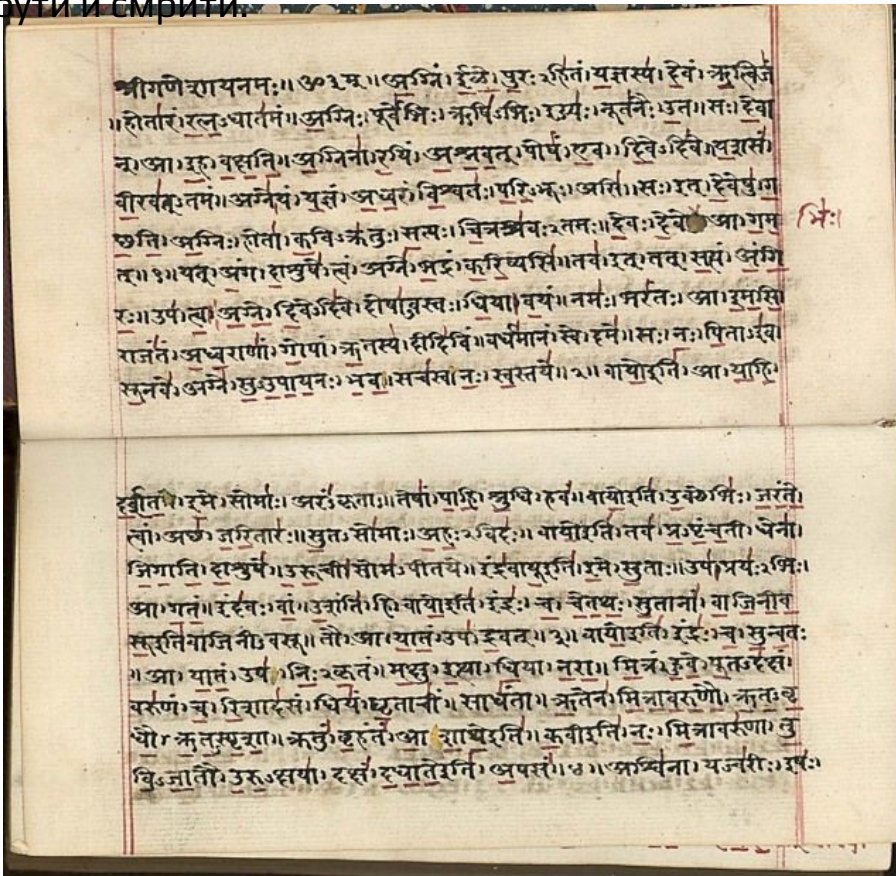 рути и смрити.
श्रीगणेशायनमः॥ॐ३म्॥अग्निं।ईळे।पुरःऽहितं।यज्ञस्य।देवं।ऋत्विजं
॥होतारं।रत्नऽधातमं॥अग्निः।पूर्वेभिः।ऋषिऽभिः।ईड्यः।नूतनैः।उत॥सः।देवा
न्।आ।इह।वक्षति॥अग्निना।रयिं।अश्नवत्।पोषं।एव।दिवेऽदिवे॥यशसं
वीरवत्ऽतमं॥अग्ने।यं।यज्ञं।अध्वरं।विश्वतः।परिऽभूः।असि॥सः।इत्।देवेषु।ग
च्छति।अग्निः।होता।कविऽक्रतुः।सत्यः।चित्रश्रवःऽतमः॥देवः।देवे आ।गम
भिः।
त्॥१॥यत्।अंग।दाशुषे।त्वं।अग्ने।भद्रं।करिष्यसि॥तव।इत्।तत्।सत्यं।अंगि
रः॥उप।त्वा।अग्ने।दिवेऽदिवे।दोषाऽवस्तः।धिया।वयं॥नमः।भरंतः।आ।इमसि
राजंतं।अध्वराणां।गोपां।ऋतस्य।दीदिविं॥वर्धमानं।स्वे।दमे॥सः।नः।पिताऽइव
सूनवे।अग्ने।सुऽउपायनः।भव।सचस्व।नः।स्वस्तये॥२॥वायोइति।आ।याहि।
दर्शत।इमे।सोमाः।अरंऽकृताः॥तेषां।पाहि।श्रुधि।हवं॥वायोइति।उक्थेभिः।जरंते।
त्वां।अच्छ।जरितारः॥सुतऽसोमाः।अहःऽविदः॥वायोइति।तव।प्रऽपृंचती।धेना।
जिगाति।दाशुषे॥उरूची।सोमऽपीतये॥इंद्रवायूइति।इमे।सुताः॥उप।प्रयःऽभिः।
आ।गतं॥इंदवः।वां।उशंति।हि।वायोइति।इंद्रः।च।चेतथः।सुतानां।वाजिनीव
सूइतिवाजिनीऽवसू॥तौ।आ।यातं।उप।द्रवत्॥३॥वायोइति।इंद्रः।च।सुन्वतः
॥आ।यातं।उप।निःऽकृतं॥मक्षु।इत्था।धिया।नरा॥मित्रं।हुवे।पूतऽदक्षं।
वरुणं।च।रिशादसं।धियं।घृताचीं॥साधंता॥ऋतेन।मित्रावरुणौ।ऋतऽवृ
धौ।ऋतऽस्पृशा॥क्रतुं।बृहंतं।आशाथेइति॥कवीइति।नः।मित्रावरुणा।तु
विऽजातौ।उरुऽक्षया।दक्षं।दधातेइति।अपसं॥४॥अश्विना।यज्वरीः।इषः।